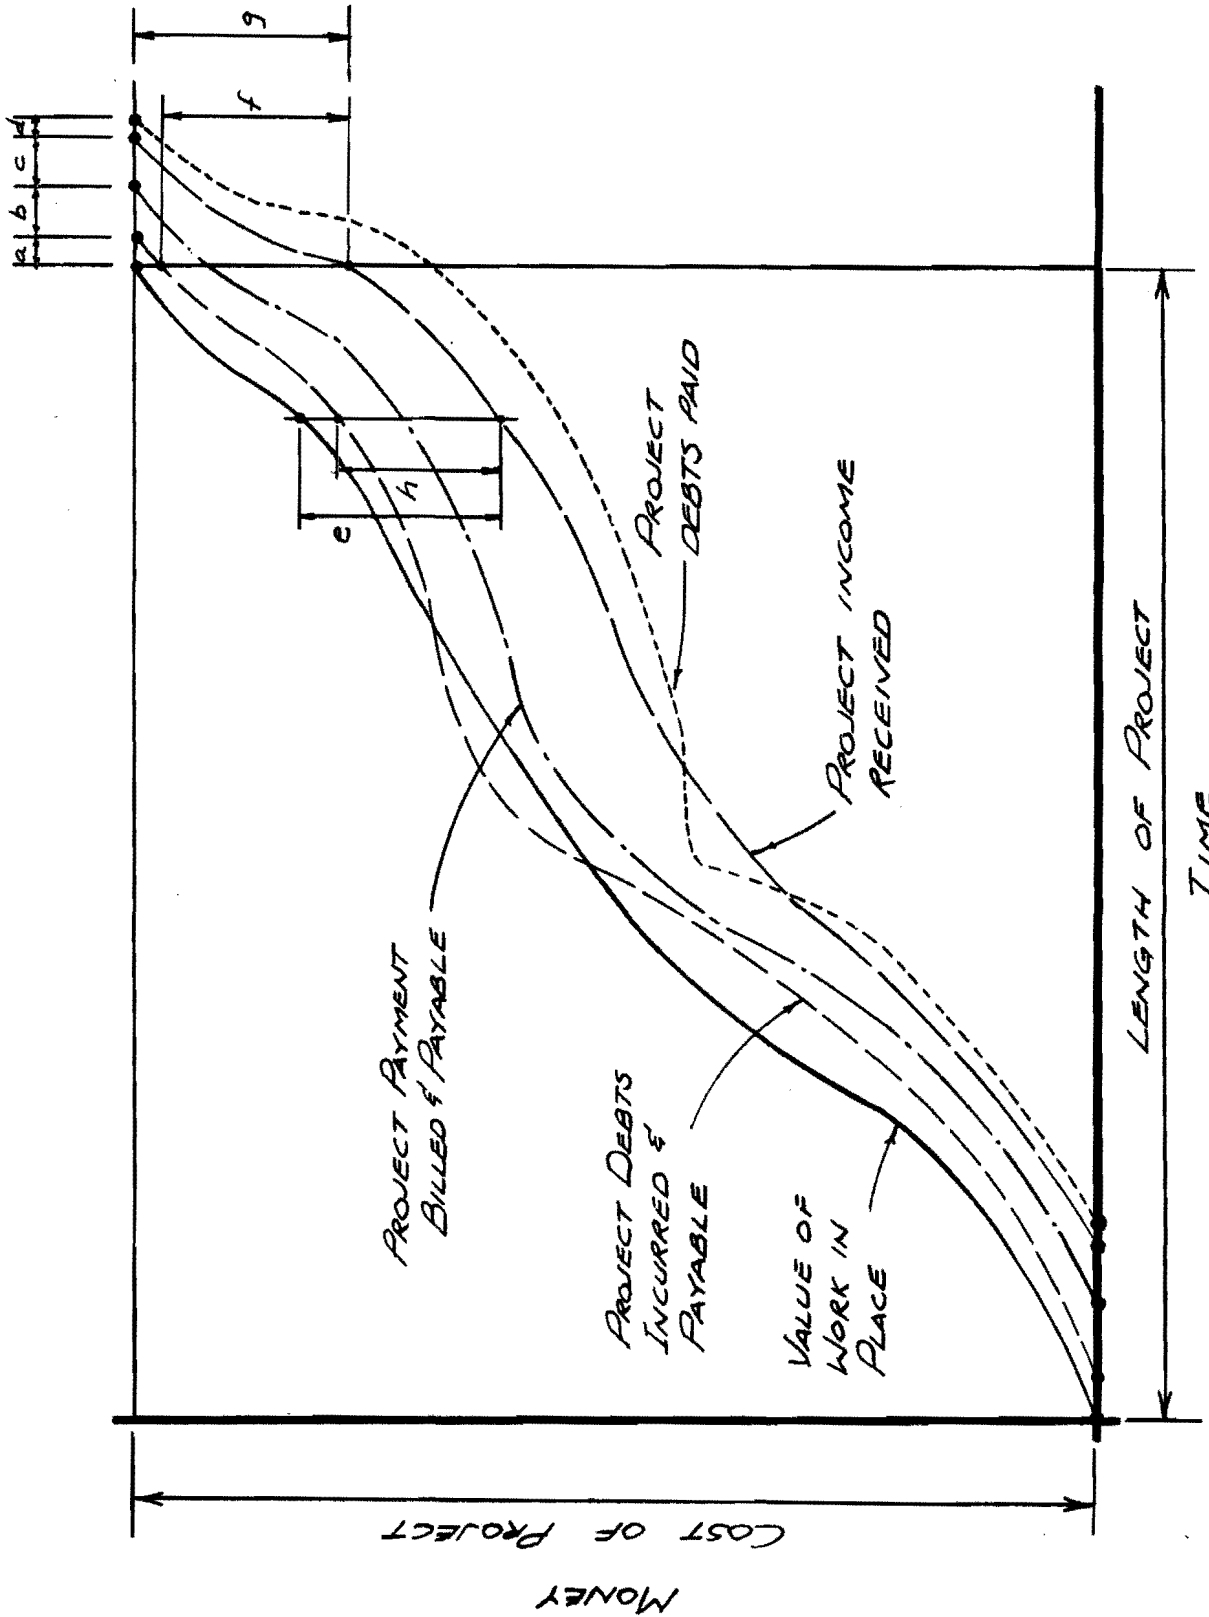 a
b
c
d
g
f
e
h
PROJECT PAYMENT
BILLED & PAYABLE
PROJECT DEBTS
INCURRED &
PAYABLE
VALUE OF
WORK IN
PLACE
PROJECT
DEBTS PAID
PROJECT INCOME
RECEIVED
LENGTH OF PROJECT
TIME
COST OF PROJECT
MONEY